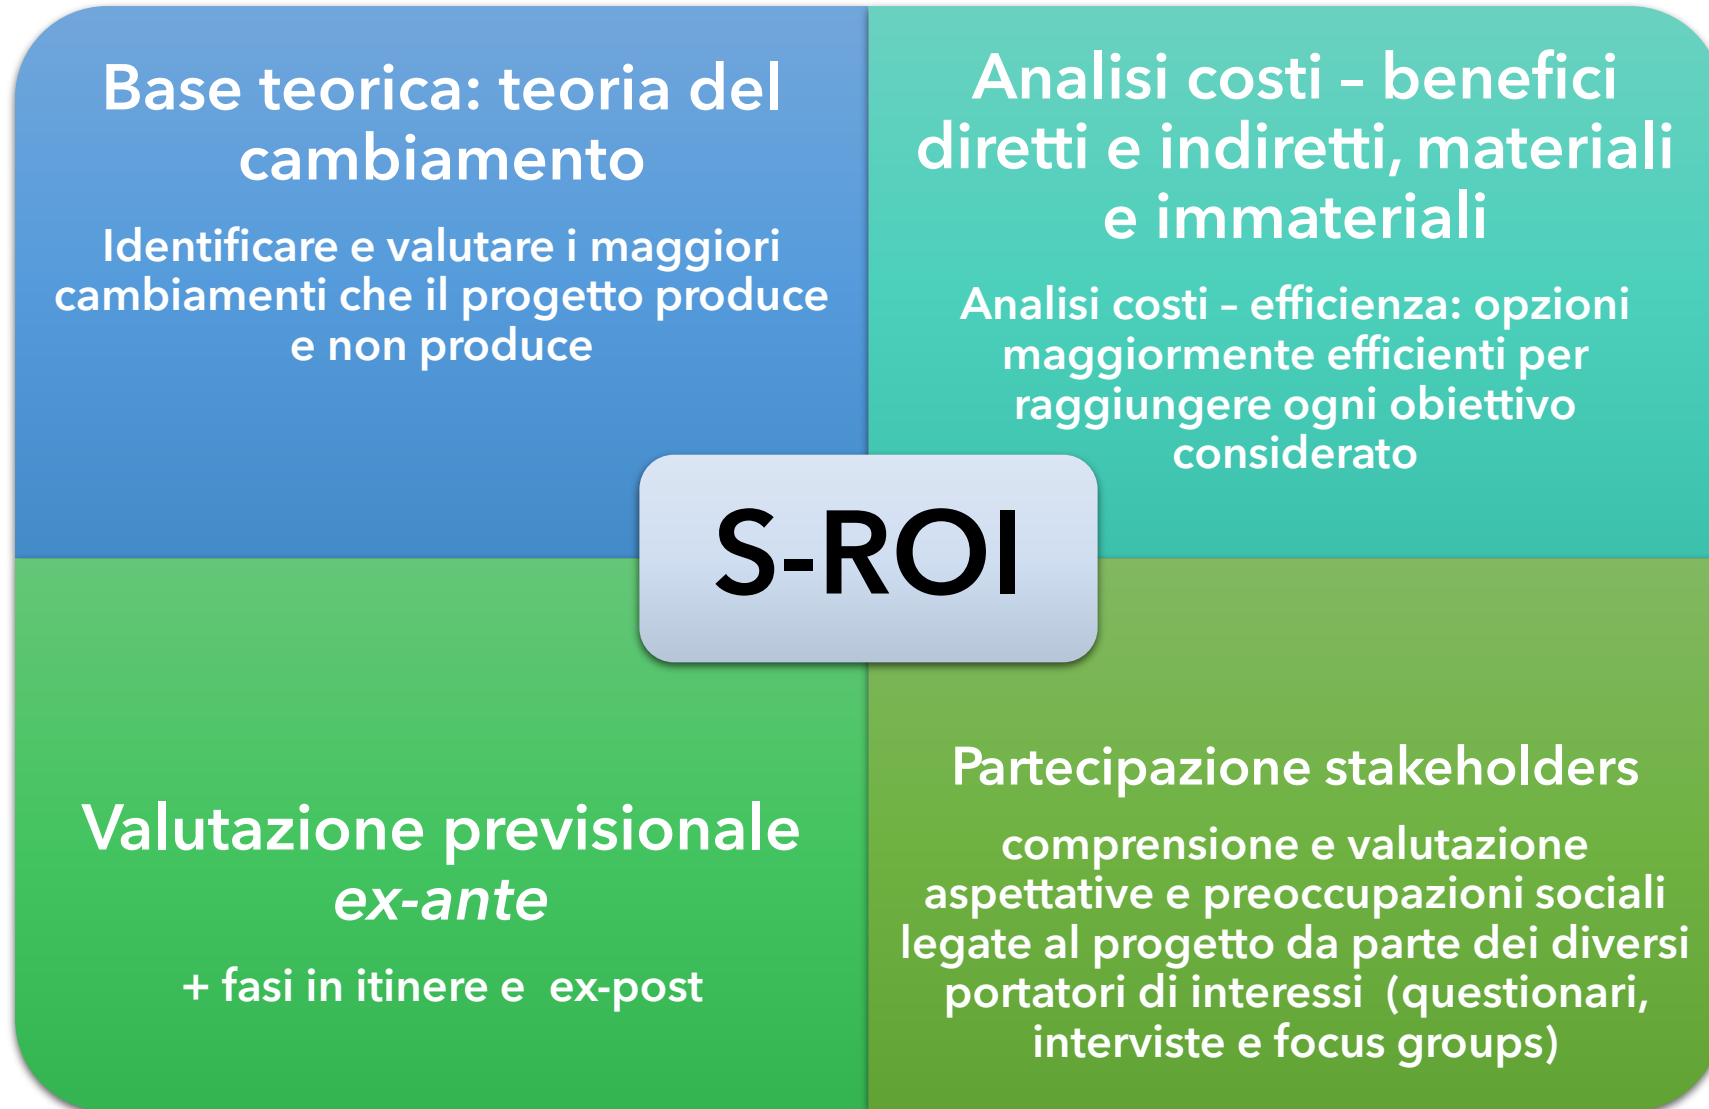 Base teorica: teoria del
cambiamento
Identificare e valutare i maggiori
cambiamenti che il progetto produce
e non produce
Analisi costi – benefici
diretti e indiretti, materiali
e immateriali
Analisi costi – efficienza: opzioni
maggiormente efficienti per
raggiungere ogni obiettivo
considerato
S-ROI
Valutazione previsionale
ex-ante
+ fasi in itinere e ex-post
Partecipazione stakeholders
comprensione e valutazione
aspettative e preoccupazioni sociali
legate al progetto da parte dei diversi
portatori di interessi (questionari,
interviste e focus groups)